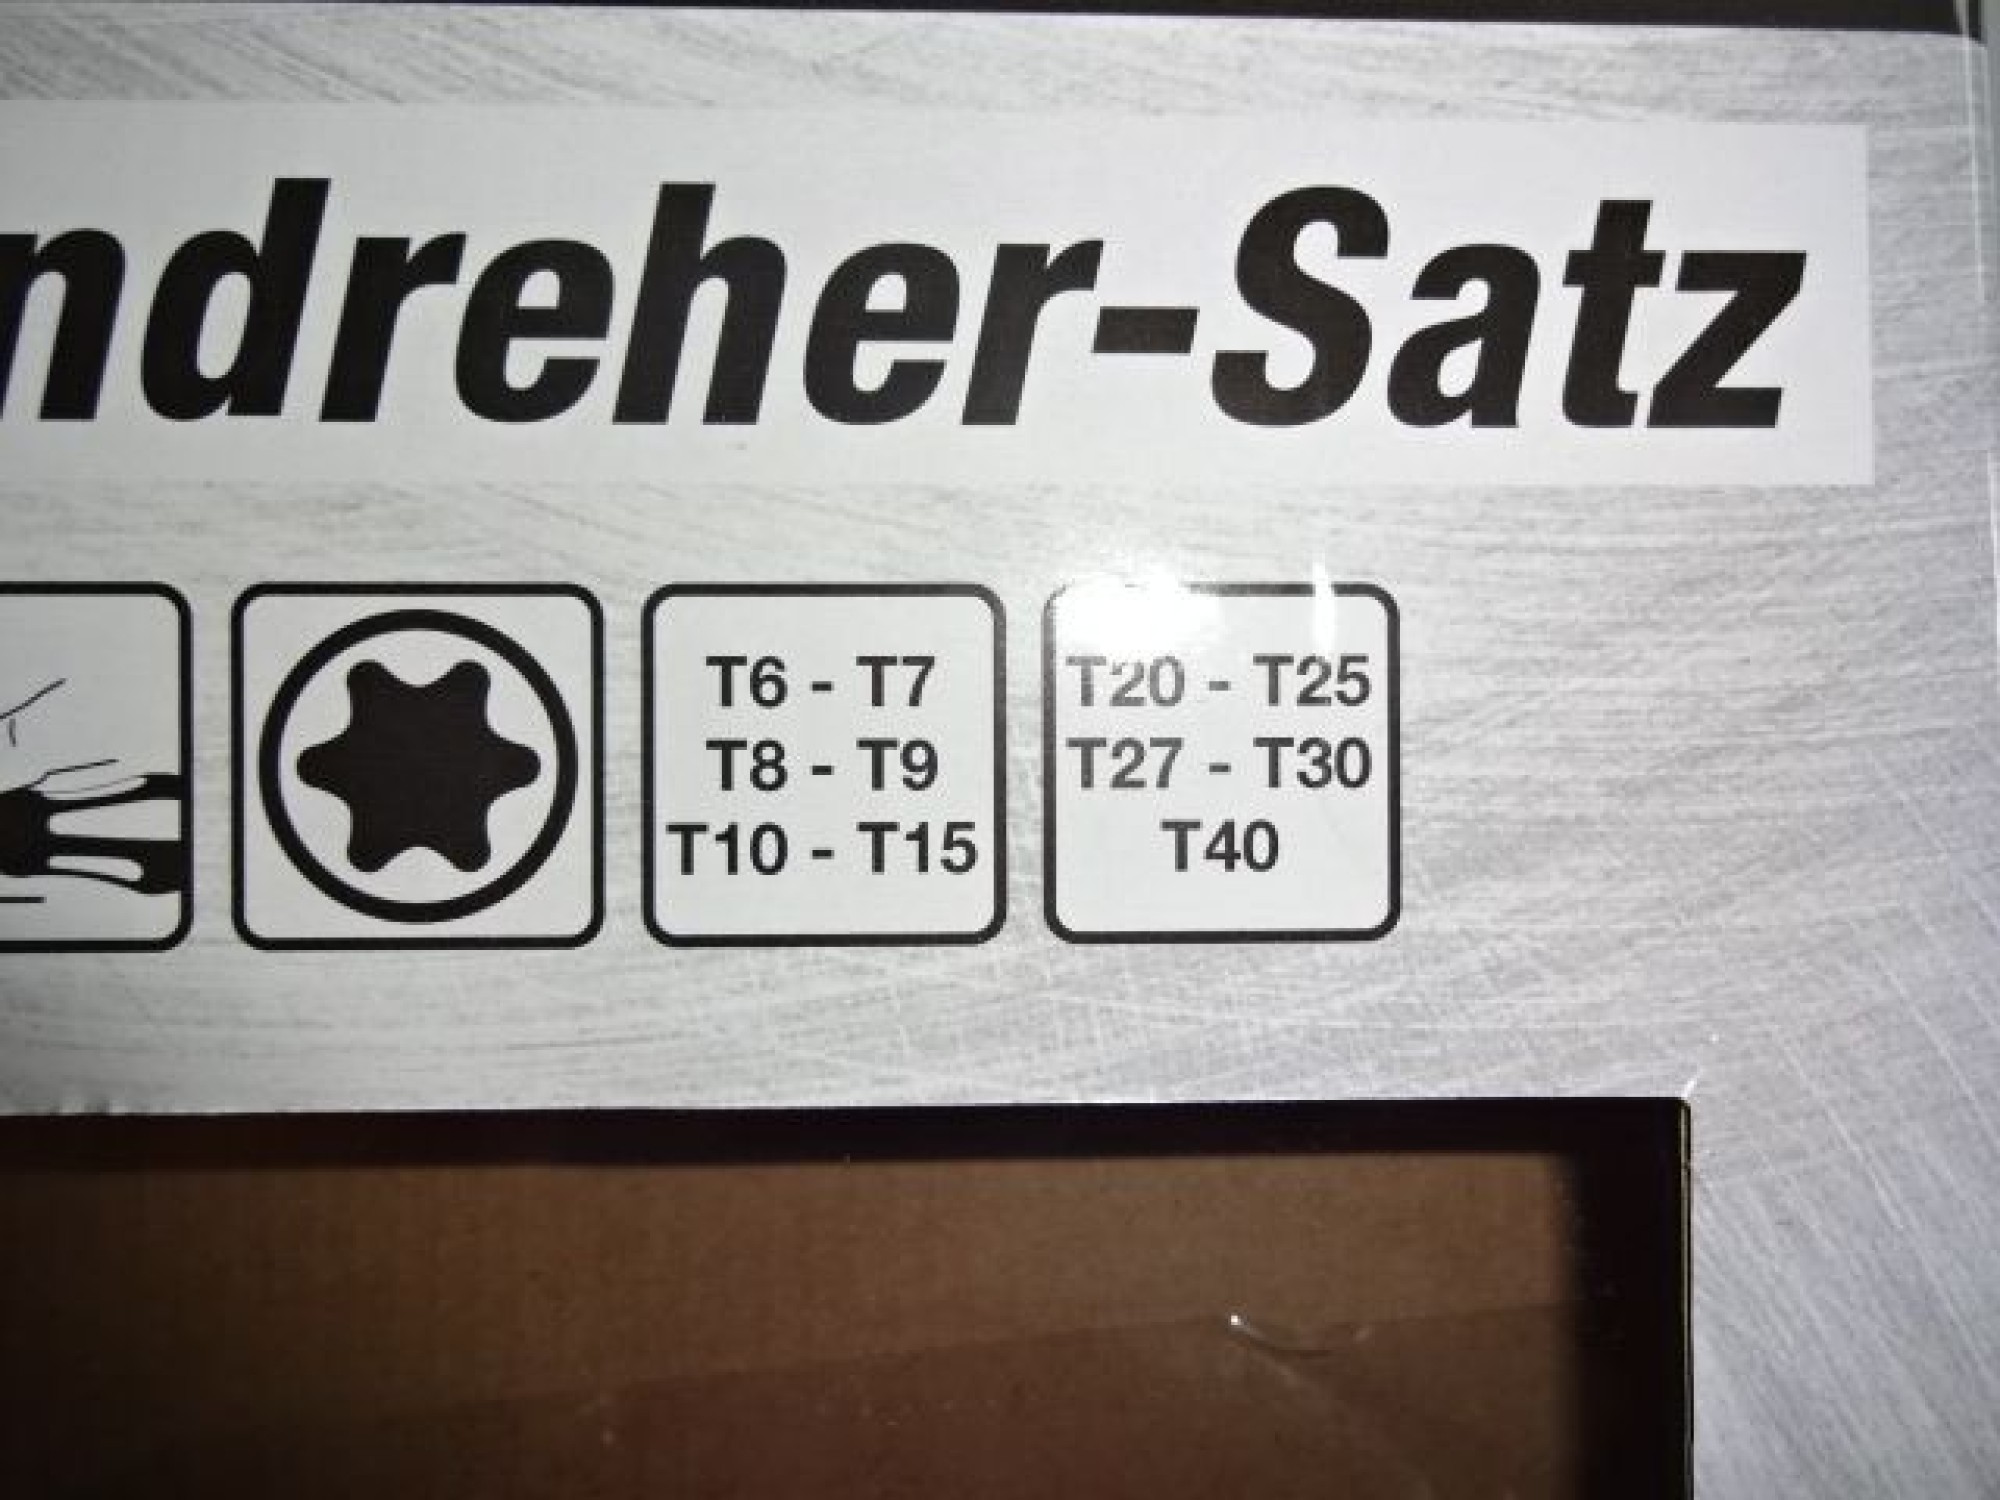 ndreher-Satz
T6 - T7
T8 - T9
T10 - T15
T20 - T25
T27 - T30
T40